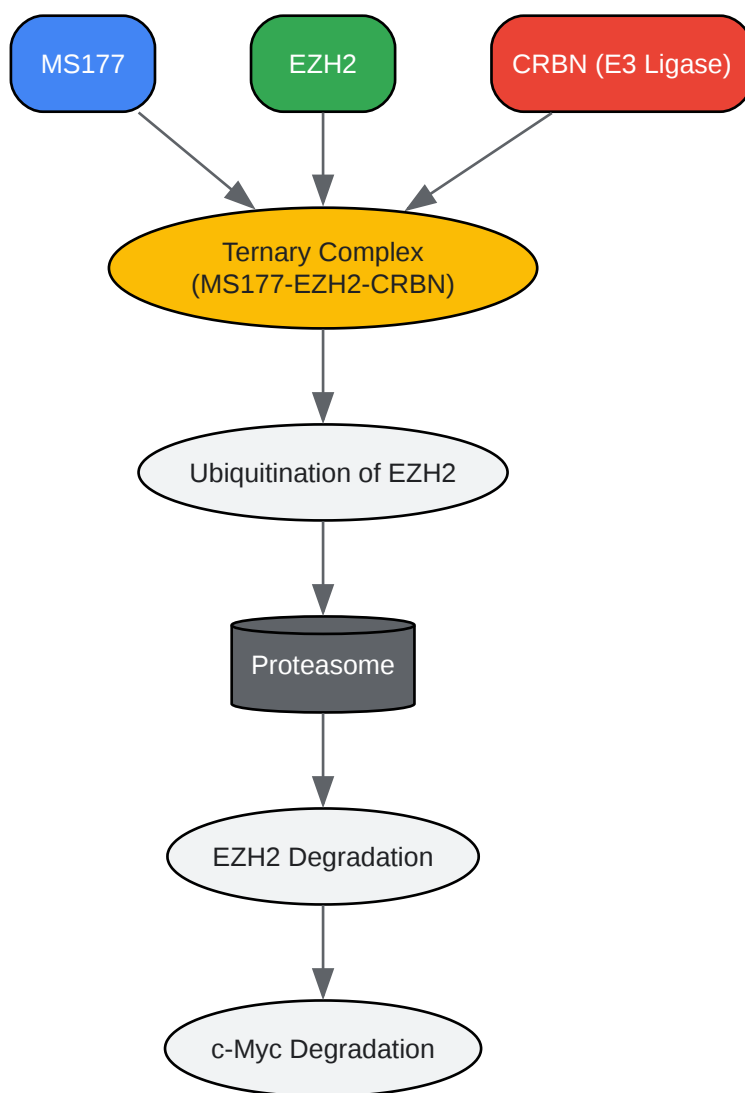 MS177
EZH2
CRBN (E3 Ligase)
Ternary Complex
(MS177-EZH2-CRBN)
Ubiquitination of EZH2
Proteasome
EZH2 Degradation
c-Myc Degradation